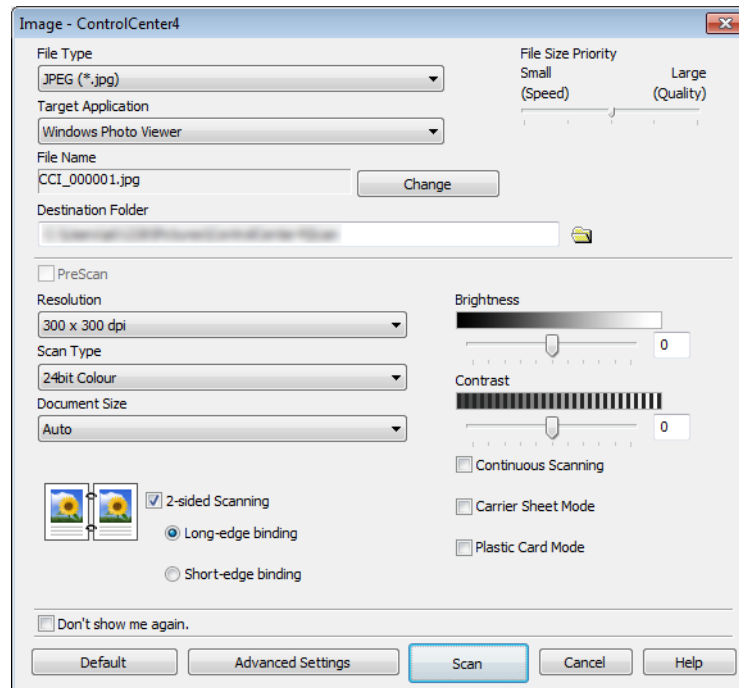 Image - ControlCenter4
File Type
JPEG (*.jpg)
Target Application
Windows Photo Viewer
File Name
CCI_000001.jpg
Change
Destination Folder
File Size Priority
Small Large
(Speed) (Quality)
PreScan
Resolution
300 x 300 dpi
Scan Type
24bit Colour
Document Size
Auto
2-sided Scanning
Long-edge binding
Short-edge binding
Brightness
0
Contrast
0
Continuous Scanning
Carrier Sheet Mode
Plastic Card Mode
Don't show me again.
Default Advanced Settings Scan Cancel Help